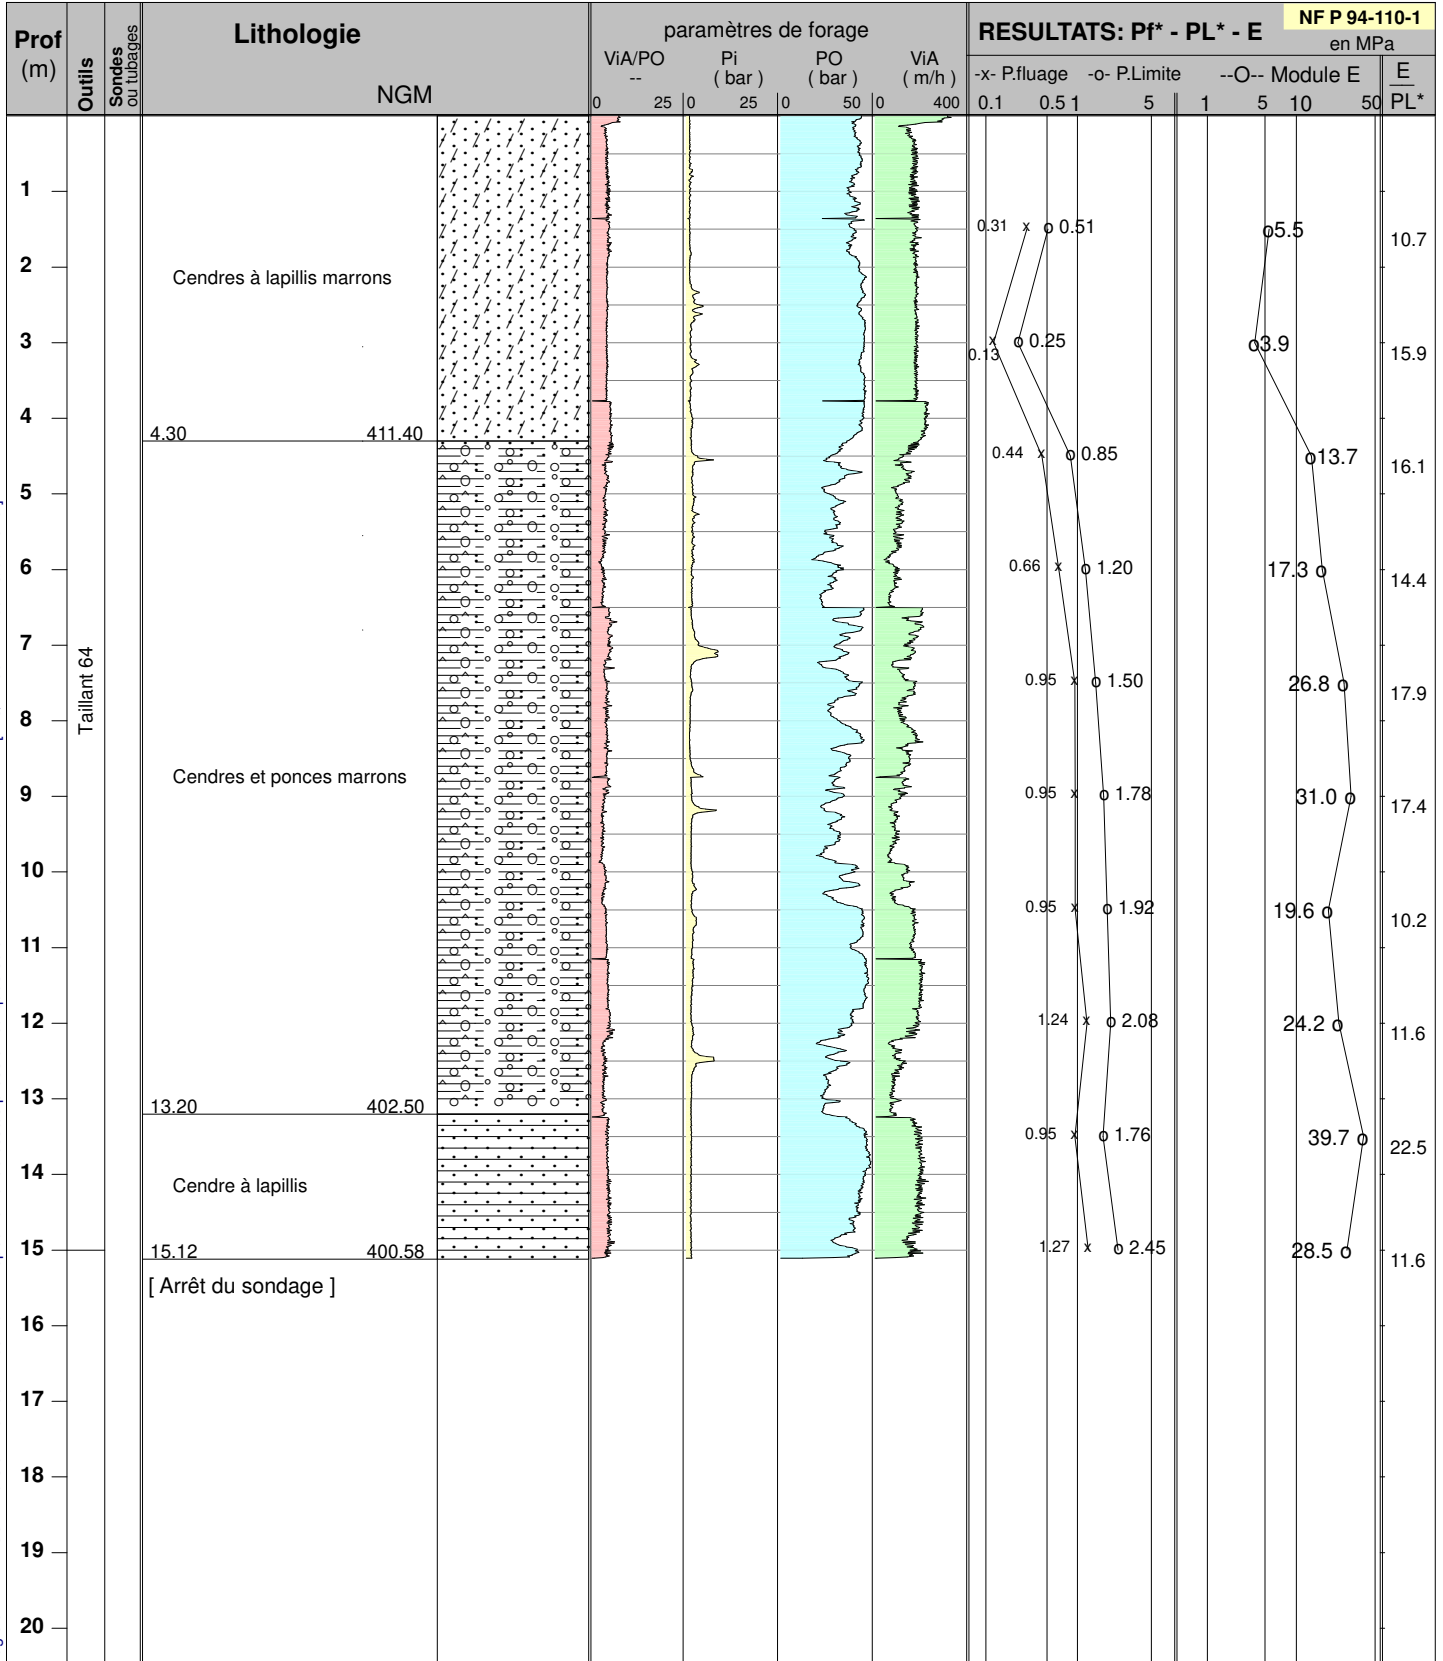 Prof
(m)
Outils
Sondes
ou tubages
Lithologie
NGM
paramètres de forage
ViA/PO
--
Pi
( bar )
PO
( bar )
ViA
( m/h )
0 25 0 25 0 50 0 400
RESULTATS: Pf* - PL* - E
NF P 94-110-1
en MPa
-x- P.fluage -o- P.Limite --O-- Module E
E
PL*
0.1 0.5 1 5 1 5 10 50
1
0.31 0.51 5.5 10.7
2
Cendres à lapillis marrons
3
0.13 0.25 3.9 15.9
4
4.30 411.40
0.44 0.85 13.7 16.1
5
6
0.66 1.20 17.3 14.4
7
Taillant 64
0.95 1.50 26.8 17.9
8
Cendres et ponces marrons
9
0.95 1.78 31.0 17.4
10
0.95 1.92 19.6 10.2
11
12
1.24 2.08 24.2 11.6
13
13.20 402.50
0.95 1.76 39.7 22.5
14
Cendre à lapillis
15
15.12 400.58
1.27 2.45 28.5 11.6
[ Arrêt du sondage ]
16
17
18
19
20